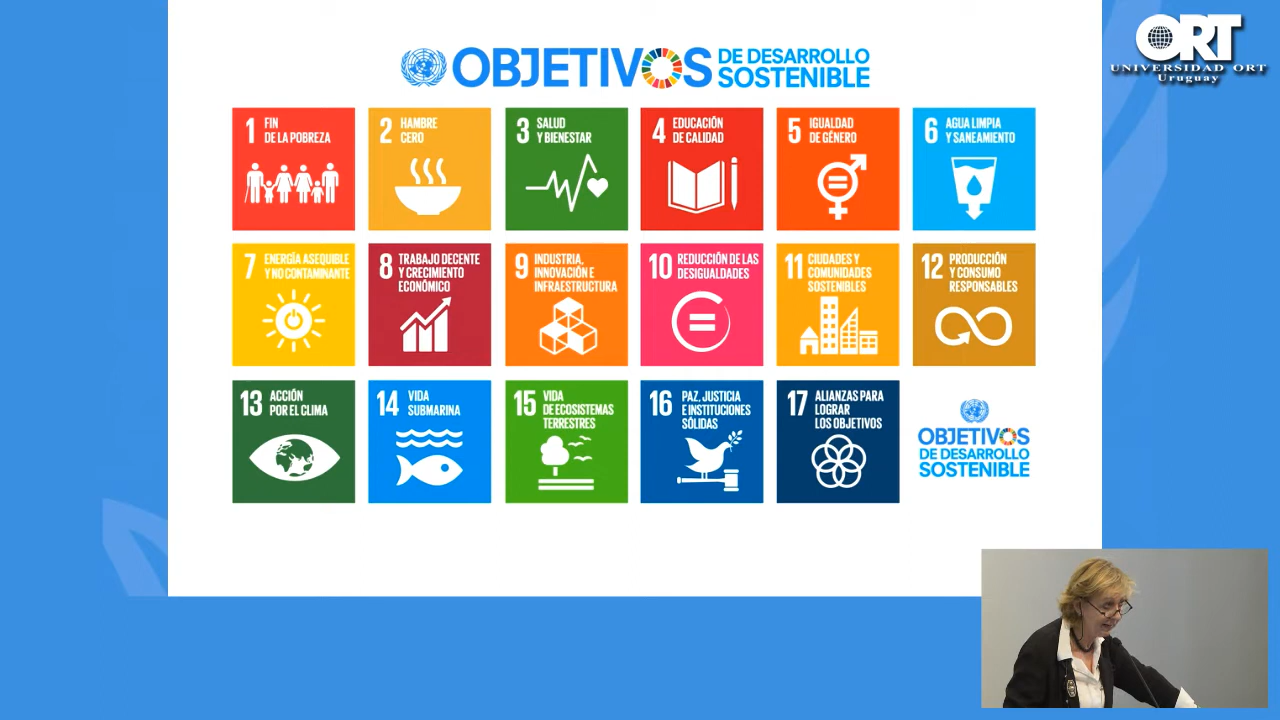 ORT
UNIVERSIDAD ORT
Uruguay
OBJETIVOS
DE DESARROLLO
SOSTENIBLE
1 FIN
DE LA POBREZA
2 HAMBRE
CERO
3 SALUD
Y BIENESTAR
4 EDUCACIÓN
DE CALIDAD
5 IGUALDAD
DE GÉNERO
6 AGUA LIMPIA
Y SANEAMIENTO
7 ENERGÍA ASEQUIBLE
Y NO CONTAMINANTE
8 TRABAJO DECENTE
Y CRECIMIENTO
ECONÓMICO
9 INDUSTRIA,
INNOVACIÓN E
INFRAESTRUCTURA
10 REDUCCIÓN DE LAS
DESIGUALDADES
11 CIUDADES Y
COMUNIDADES
SOSTENIBLES
12 PRODUCCIÓN
Y CONSUMO
RESPONSABLES
13 ACCIÓN
POR EL CLIMA
14 VIDA
SUBMARINA
15 VIDA
DE ECOSISTEMAS
TERRESTRES
16 PAZ, JUSTICIA
E INSTITUCIONES
SÓLIDAS
17 ALIANZAS PARA
LOGRAR
LOS OBJETIVOS
OBJETIVOS
DE DESARROLLO
SOSTENIBLE